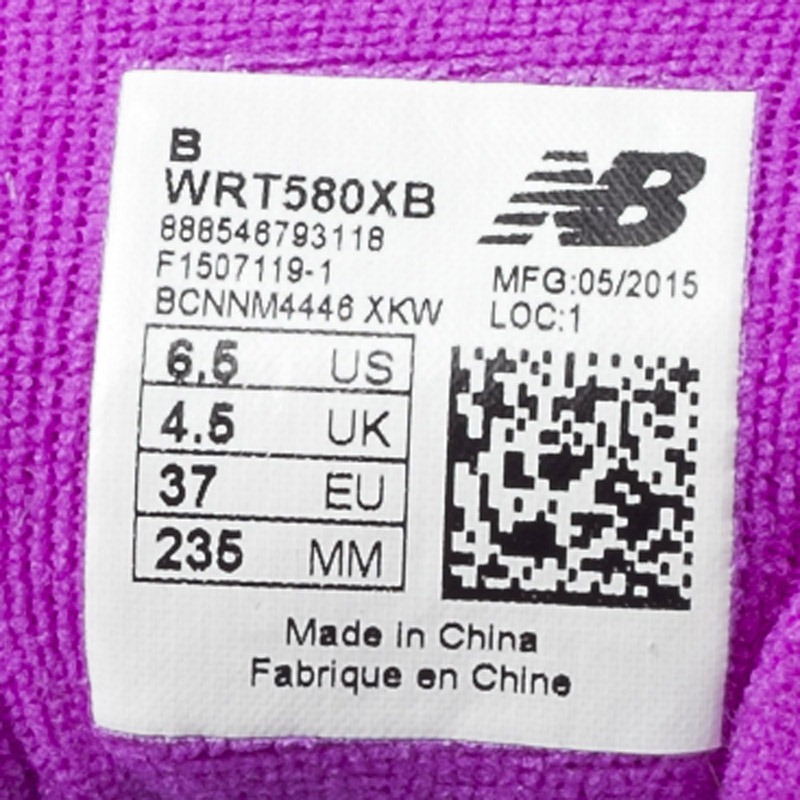 B
WRT580XB
888546793118
F1507119-1
BCNNM4446 XKW
NB
MFG:05/2015
LOC:1
6.5 US
4.5 UK
37 EU
235 MM
Made in China
Fabrique en Chine